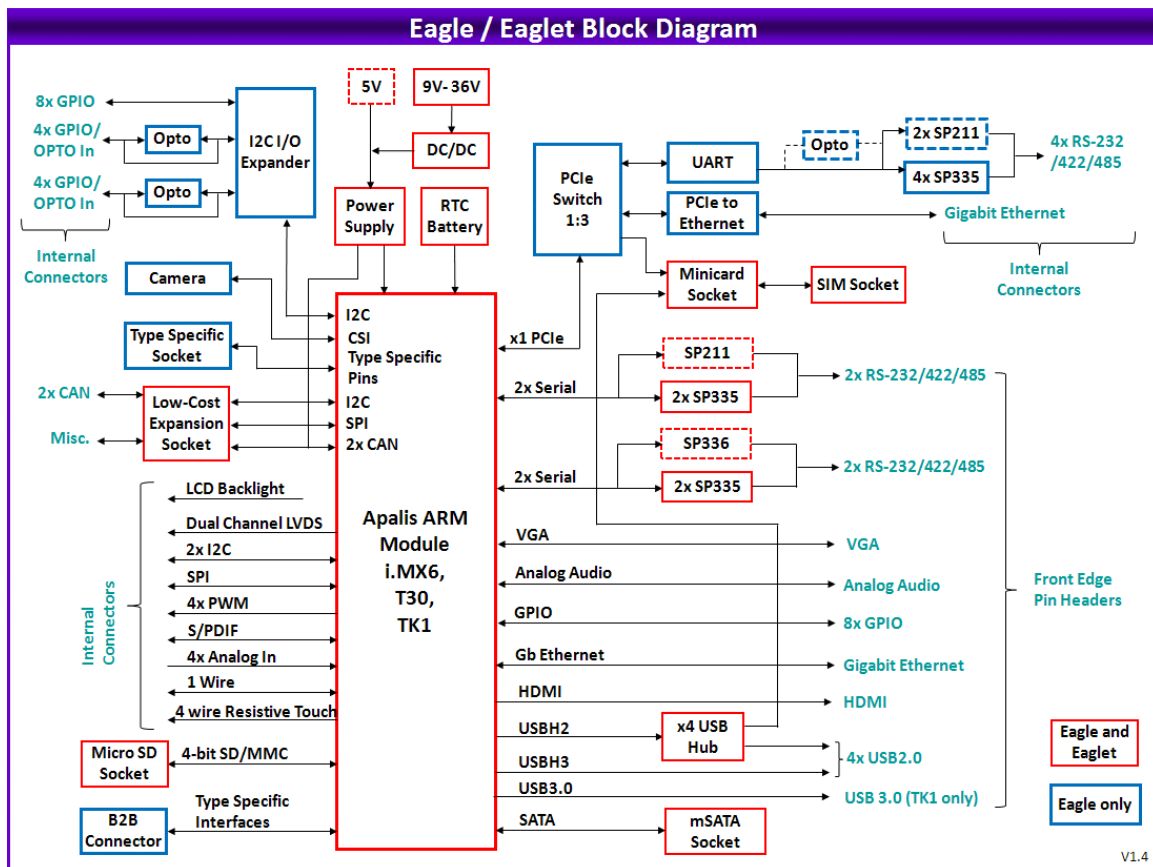 Eagle / Eaglet Block Diagram
5V
9V- 36V
8x GPIO
4x GPIO/
OPTO In
Opto
4x GPIO/
OPTO In
Opto
I2C I/O
Expander
DC/DC
Power
Supply
RTC
Battery
Internal
Connectors
PCIe
Switch
1:3
UART
Opto
2x SP211
4x SP335
4x RS-232
/422/485
PCIe to
Ethernet
Gigabit Ethernet
Internal
Connectors
Minicard
Socket
SIM Socket
Camera
Type Specific
Socket
2x CAN
Misc.
Low-Cost
Expansion
Socket
I2C
CSI
Type Specific
Pins
I2C
SPI
2x CAN
Apalis ARM
Module
i.MX6,
T30,
TK1
x1 PCIe
2x Serial
SP211
2x SP335
2x RS-232/422/485
2x Serial
SP336
2x SP335
2x RS-232/422/485
Internal
Connectors
LCD Backlight
Dual Channel LVDS
2x I2C
SPI
4x PWM
S/PDIF
4x Analog In
1 Wire
4 wire Resistive Touch
Micro SD
Socket
4-bit SD/MMC
B2B
Connector
Type Specific
Interfaces
VGA
VGA
Analog Audio
Analog Audio
GPIO
8x GPIO
Gb Ethernet
Gigabit Ethernet
HDMI
HDMI
USBH2
x4 USB
Hub
USBH3
4x USB2.0
USB3.0
USB 3.0 (TK1 only)
SATA
mSATA
Socket
Front Edge
Pin Headers
Eagle and
Eaglet
Eagle only
V1.4